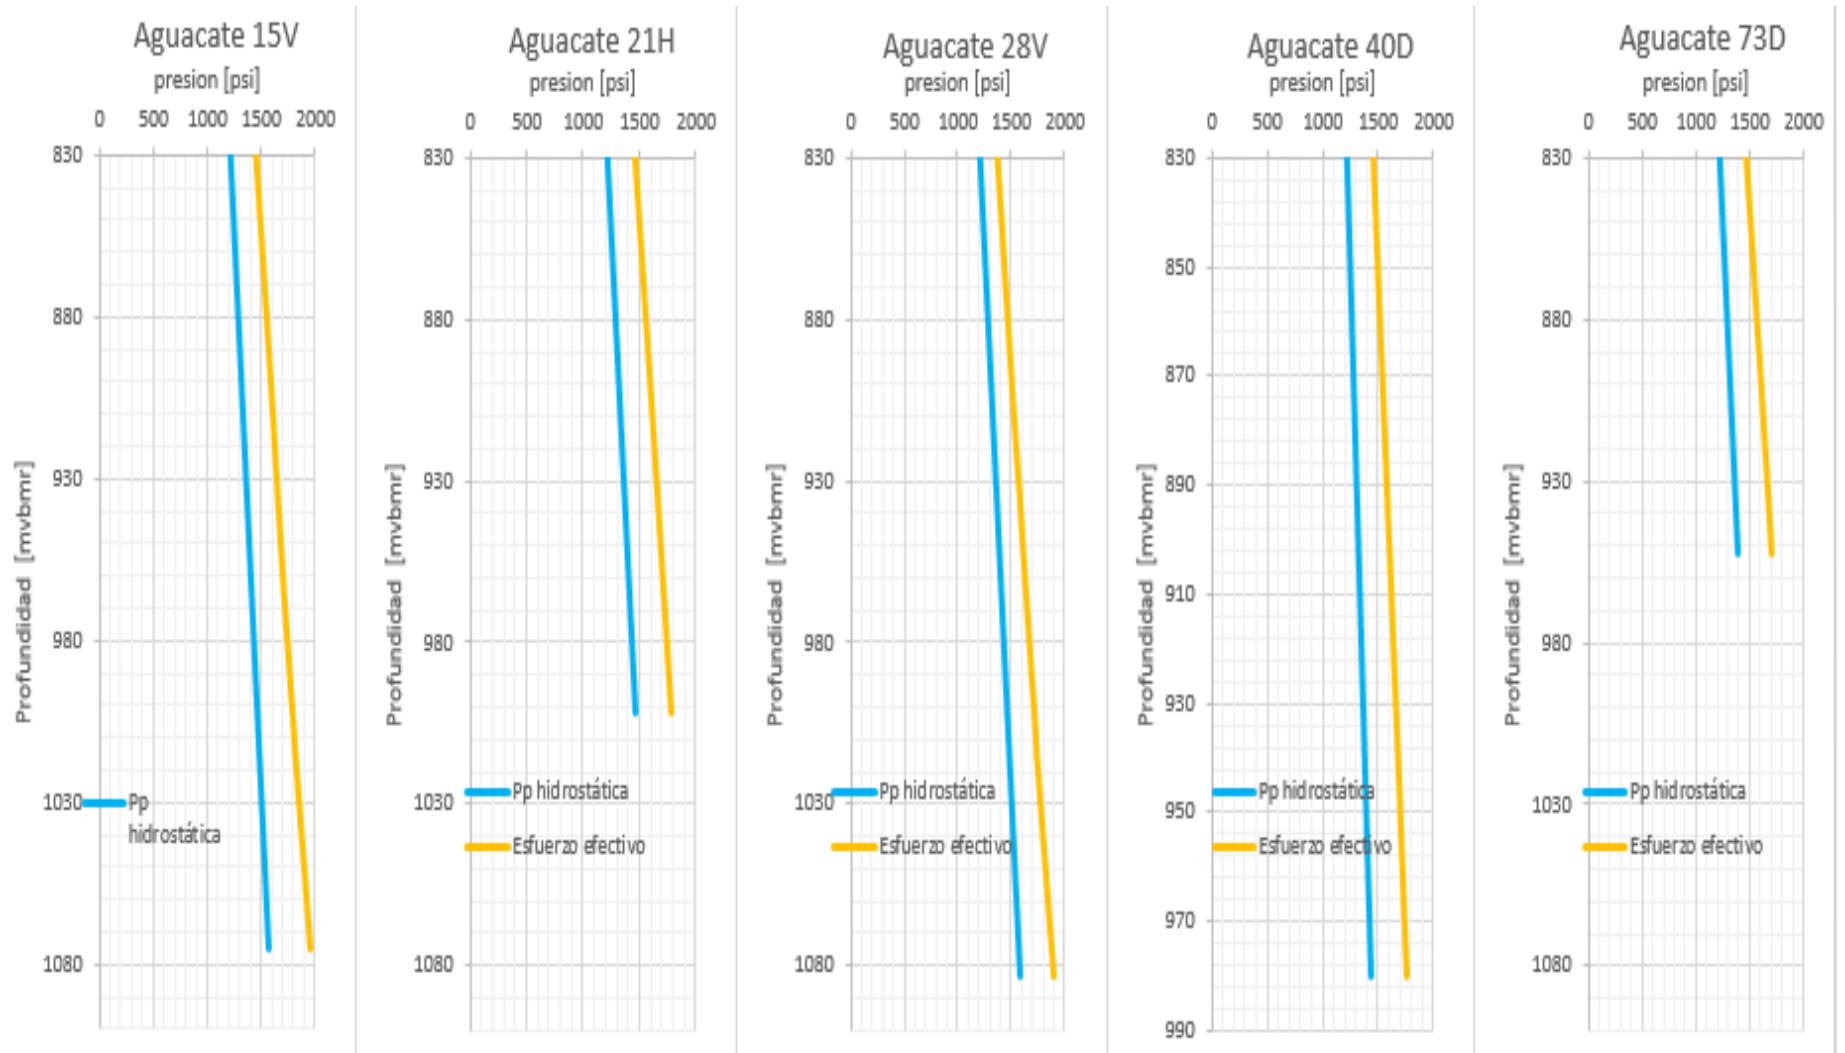 Aguacate 15V
presion [psi]
0 500 1000 1500 2000
830
880
930
980
1030
1080
Profundidad [mvbmr]
Pp
hidrostática
Aguacate 21H
presion [psi]
0 500 1000 1500 2000
830
880
930
980
1030
1080
Profundidad [mvbmr]
Pp hidrostática
Esfuerzo efectivo
Aguacate 28V
presion [psi]
0 500 1000 1500 2000
830
880
930
980
1030
1080
Profundidad [mvbmr]
Pp hidrostática
Esfuerzo efectivo
Aguacate 40D
presion [psi]
0 500 1000 1500 2000
830
850
870
890
910
930
950
970
990
Profundidad [mvbmr]
Pp hidrostática
Esfuerzo efectivo
Aguacate 73D
presion [psi]
0 500 1000 1500 2000
830
880
930
980
1030
1080
Profundidad [mvbmr]
Pp hidrostática
Esfuerzo efectivo